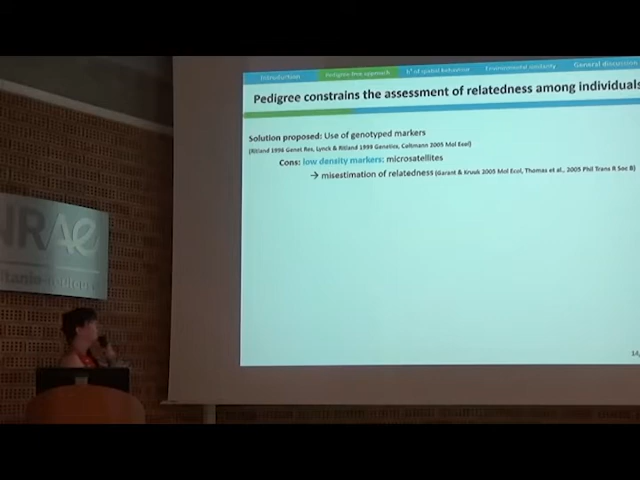 Introduction Pedigree-free approach h² of spatial behaviour Environmental similarity General discussion
Pedigree constrains the assessment of relatedness among individuals
Solution proposed: Use of genotyped markers
(Ritland 1996 Genet Res, Lynch & Ritland 1999 Genetics, Coltmann 2005 Mol Ecol)
Cons: low density markers: microsatellites
→ misestimation of relatedness (Garant & Kruuk 2005 Mol Ecol, Thomas et al., 2005 Phil Trans R Soc B)
NRAE